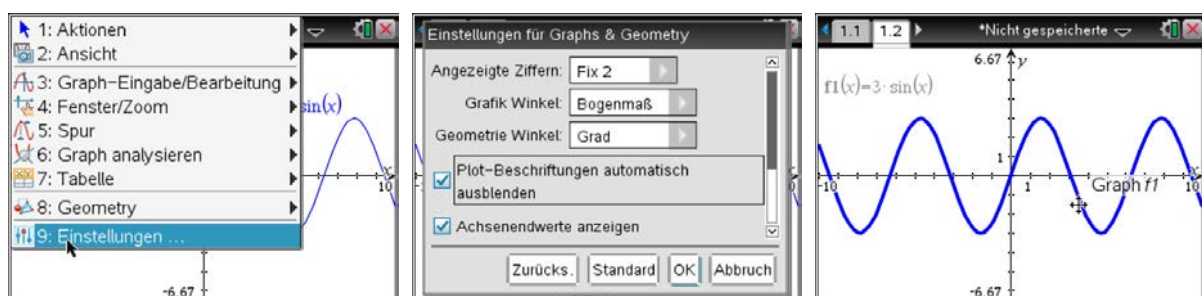 1: Aktionen
2: Ansicht
3: Graph-Eingabe/Bearbeitung
4: Fenster/Zoom
5: Spur
6: Graph analysieren
7: Tabelle
8: Geometry
9: Einstellungen ...
sin(x)
x
10
-6.67
Einstellungen für Graphs & Geometry
Angezeigte Ziffern: Fix 2
Grafik Winkel: Bogenmaß
Geometrie Winkel: Grad
Plot-Beschriftungen automatisch
ausblenden
Achsenendwerte anzeigen
Zurücks. Standard OK Abbruch
1.1 1.2 *Nicht gespeicherte
6.67 y
f1(x)=3·sin(x)
1
x
-10 1 Graph f1 10
-6.67